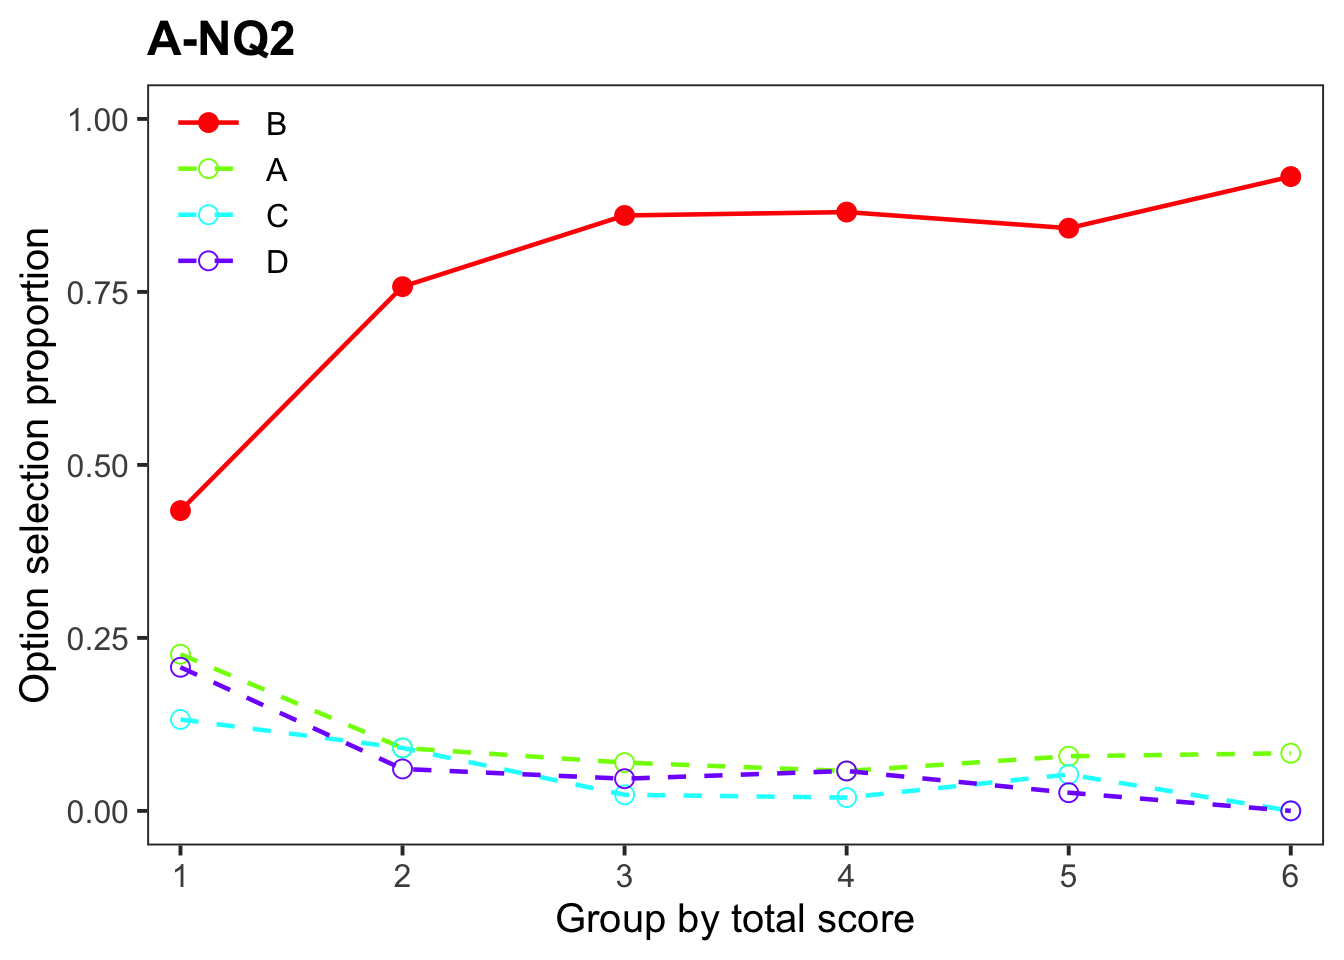 A-NQ2
B
A
C
D
1.00
0.75
0.50
0.25
0.00
Option selection proportion
1 2 3 4 5 6
Group by total score